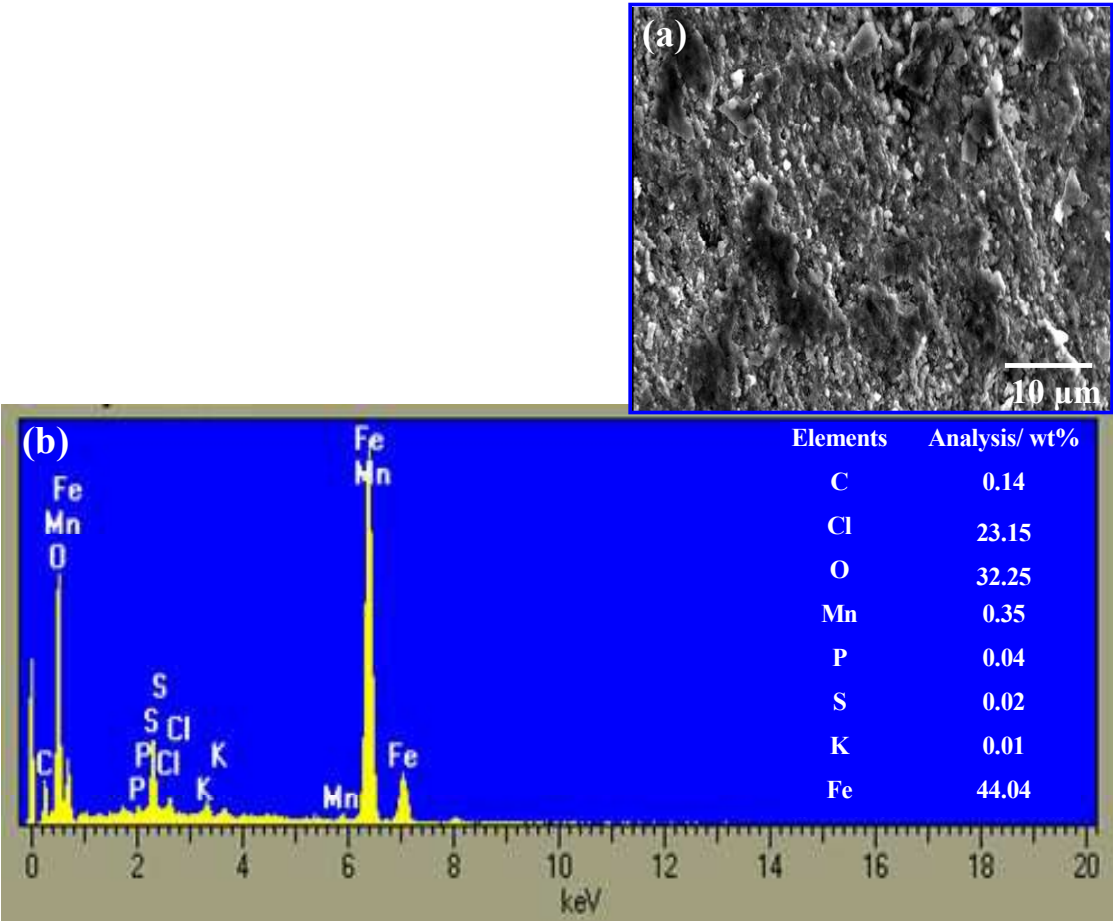 (a)
10 µm
(b)
Fe
Mn
Fe
Mn
O
C
P
P
S
S
Cl
Cl
K
K
Mn
Fe
Elements Analysis/ wt%
C 0.14
Cl 23.15
O 32.25
Mn 0.35
P 0.04
S 0.02
K 0.01
Fe 44.04
0 2 4 6 8 10 12 14 16 18 20
keV